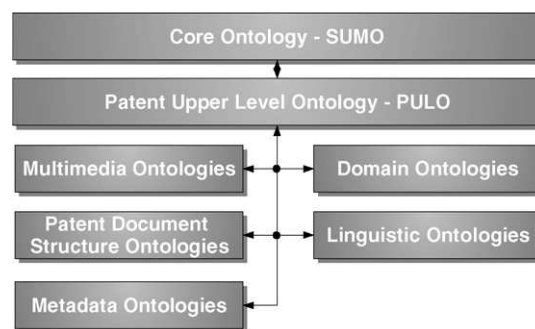 Core Ontology - SUMO
Patent Upper Level Ontology - PULO
Multimedia Ontologies
Domain Ontologies
Patent Document
Structure Ontologies
Linguistic Ontologies
Metadata Ontologies